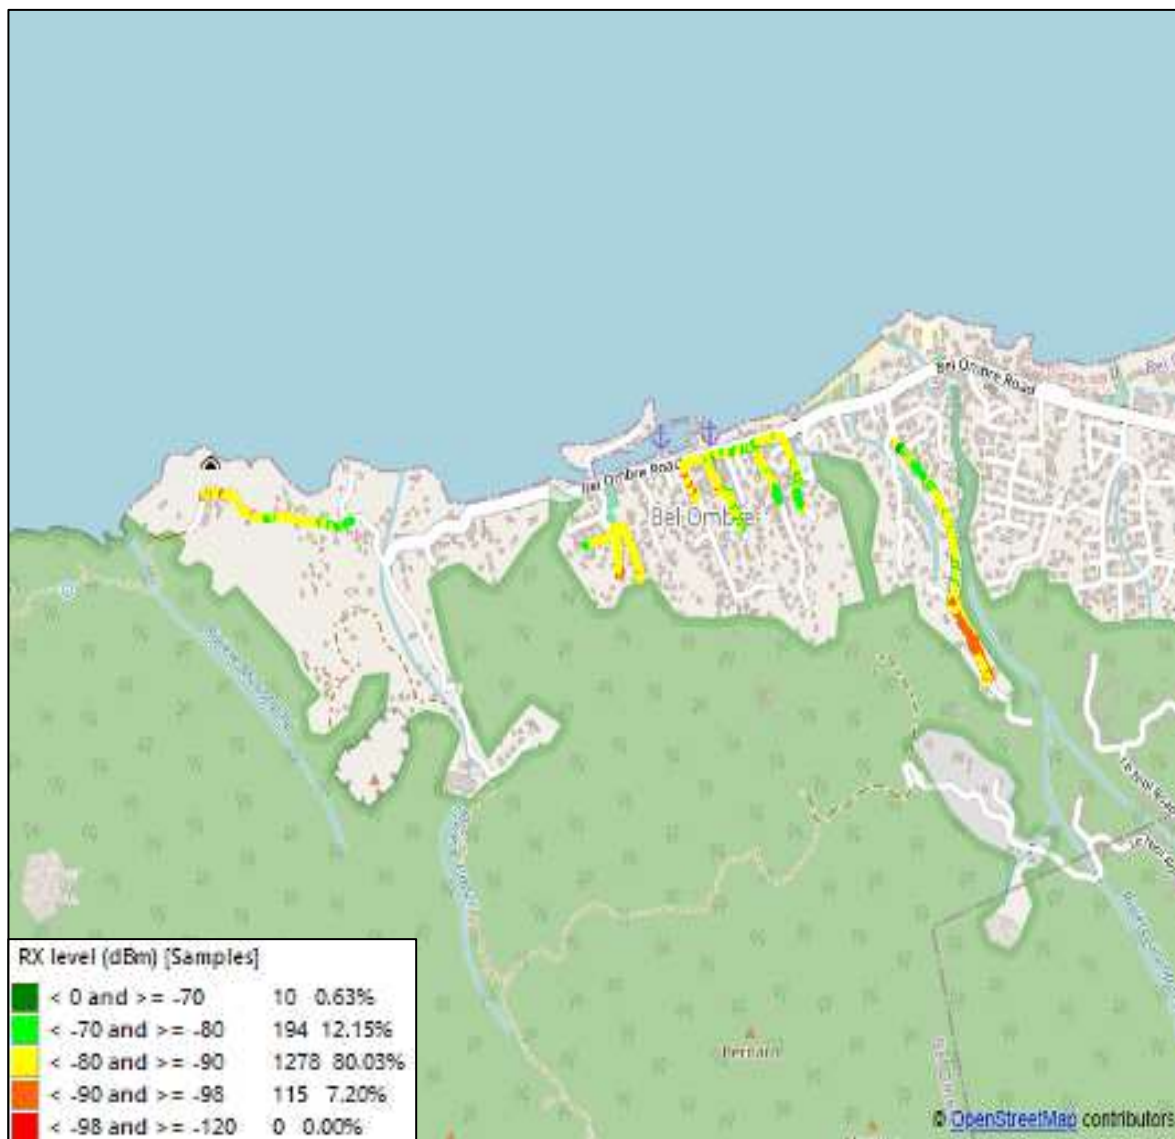 Bel Ombre Road
Bel Ombre Road
Bel Ombre
RX level (dBm) [Samples]
< 0 and >= -70 10 0.63%
< -70 and >= -80 194 12.15%
< -80 and >= -90 1278 80.03%
< -90 and >= -98 115 7.20%
< -98 and >= -120 0 0.00%
© OpenStreetMap contributors